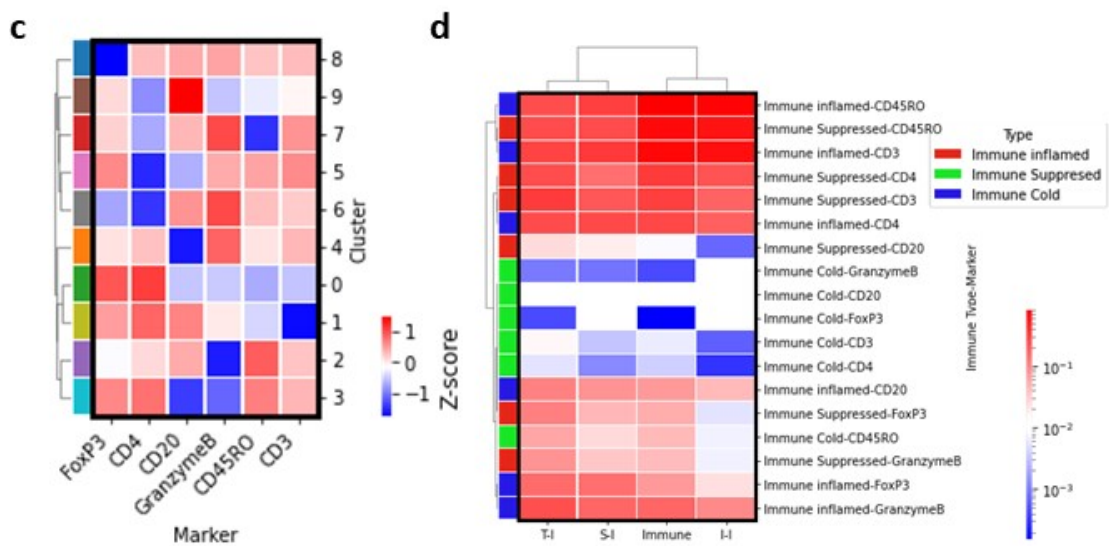 c
8
9
7
5
6
4
0
1
2
3
Cluster
1
0
−1
Z-score
FoxP3
CD4
CD20
GranzymeB
CD45RO
CD3
Marker
d
Immune inflamed-CD45RO
Immune Suppressed-CD45RO
Immune inflamed-CD3
Immune Suppressed-CD4
Immune Suppressed-CD3
Immune inflamed-CD4
Immune Suppressed-CD20
Immune Cold-GranzymeB
Immune Cold-CD20
Immune Cold-FoxP3
Immune Cold-CD3
Immune Cold-CD4
Immune inflamed-CD20
Immune Suppressed-FoxP3
Immune Cold-CD45RO
Immune Suppressed-GranzymeB
Immune inflamed-FoxP3
Immune inflamed-GranzymeB
T-I
S-I
Immune
I-I
Immune Type-Marker
Type
Immune inflamed
Immune Suppresed
Immune Cold
10⁻¹
10⁻²
10⁻³